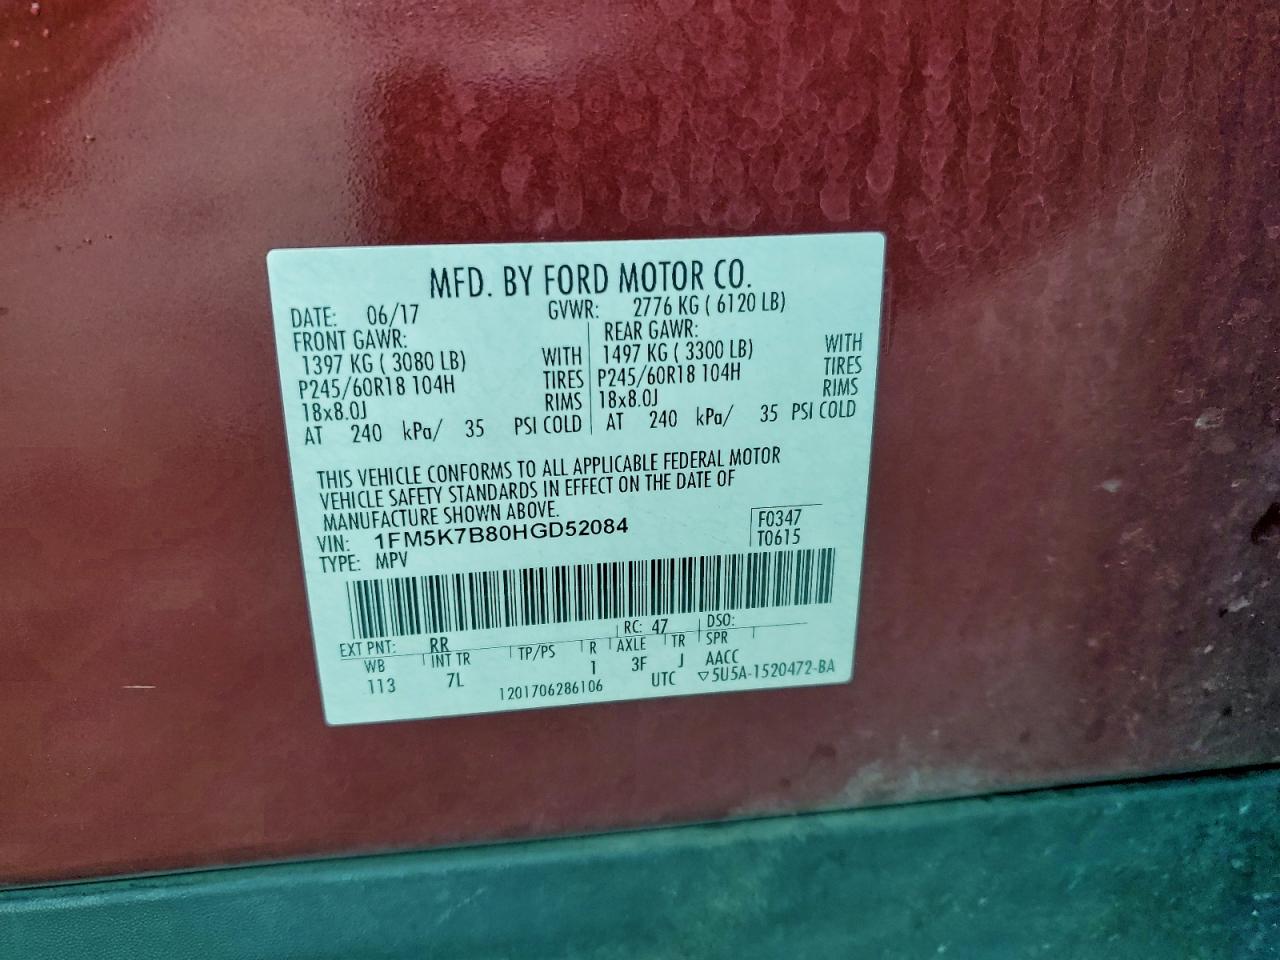 MFD. BY FORD MOTOR CO.
DATE: 06/17 GVWR: 2776 KG ( 6120 LB)
FRONT GAWR: REAR GAWR:
1397 KG ( 3080 LB) WITH 1497 KG ( 3300 LB) WITH
P245/60R18 104H TIRES P245/60R18 104H TIRES
18x8.0J RIMS 18x8.0J RIMS
AT 240 kPa/ 35 PSI COLD AT 240 kPa/ 35 PSI COLD
THIS VEHICLE CONFORMS TO ALL APPLICABLE FEDERAL MOTOR
VEHICLE SAFETY STANDARDS IN EFFECT ON THE DATE OF
MANUFACTURE SHOWN ABOVE.
VIN: 1FM5K7B80HGD52084 F0347
TYPE: MPV T0615
EXT PNT: RR RC: 47 DSO:
WB INT TR TP/PS R AXLE TR SPR
113 7L 1 3F J AACC
1201706286106 UTC ▽5U5A-1520472-BA